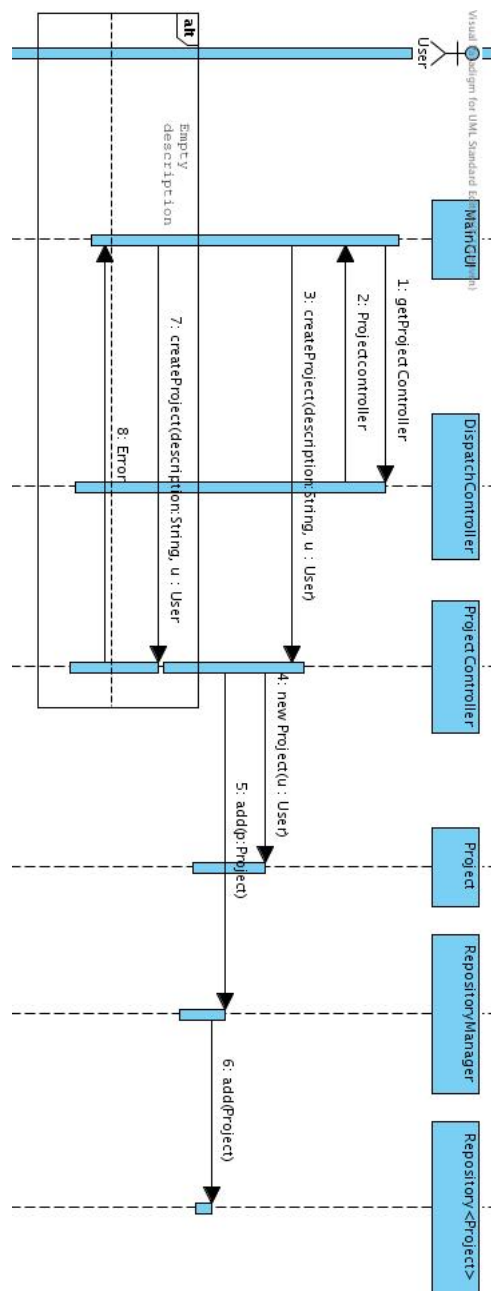 Visual Paradigm for UML Standard
User
MainGUI
DispatchController
ProjectController
Project
RepositoryManager
Repository<Project>
1: getProjectController
2: Projectcontroller
3: createProject(description:String, u : User)
4: new Project(u : User)
5: add(p:Project)
6: add(Project)
alt
Empty
description
7: createProject(description:String, u : User
8: Error